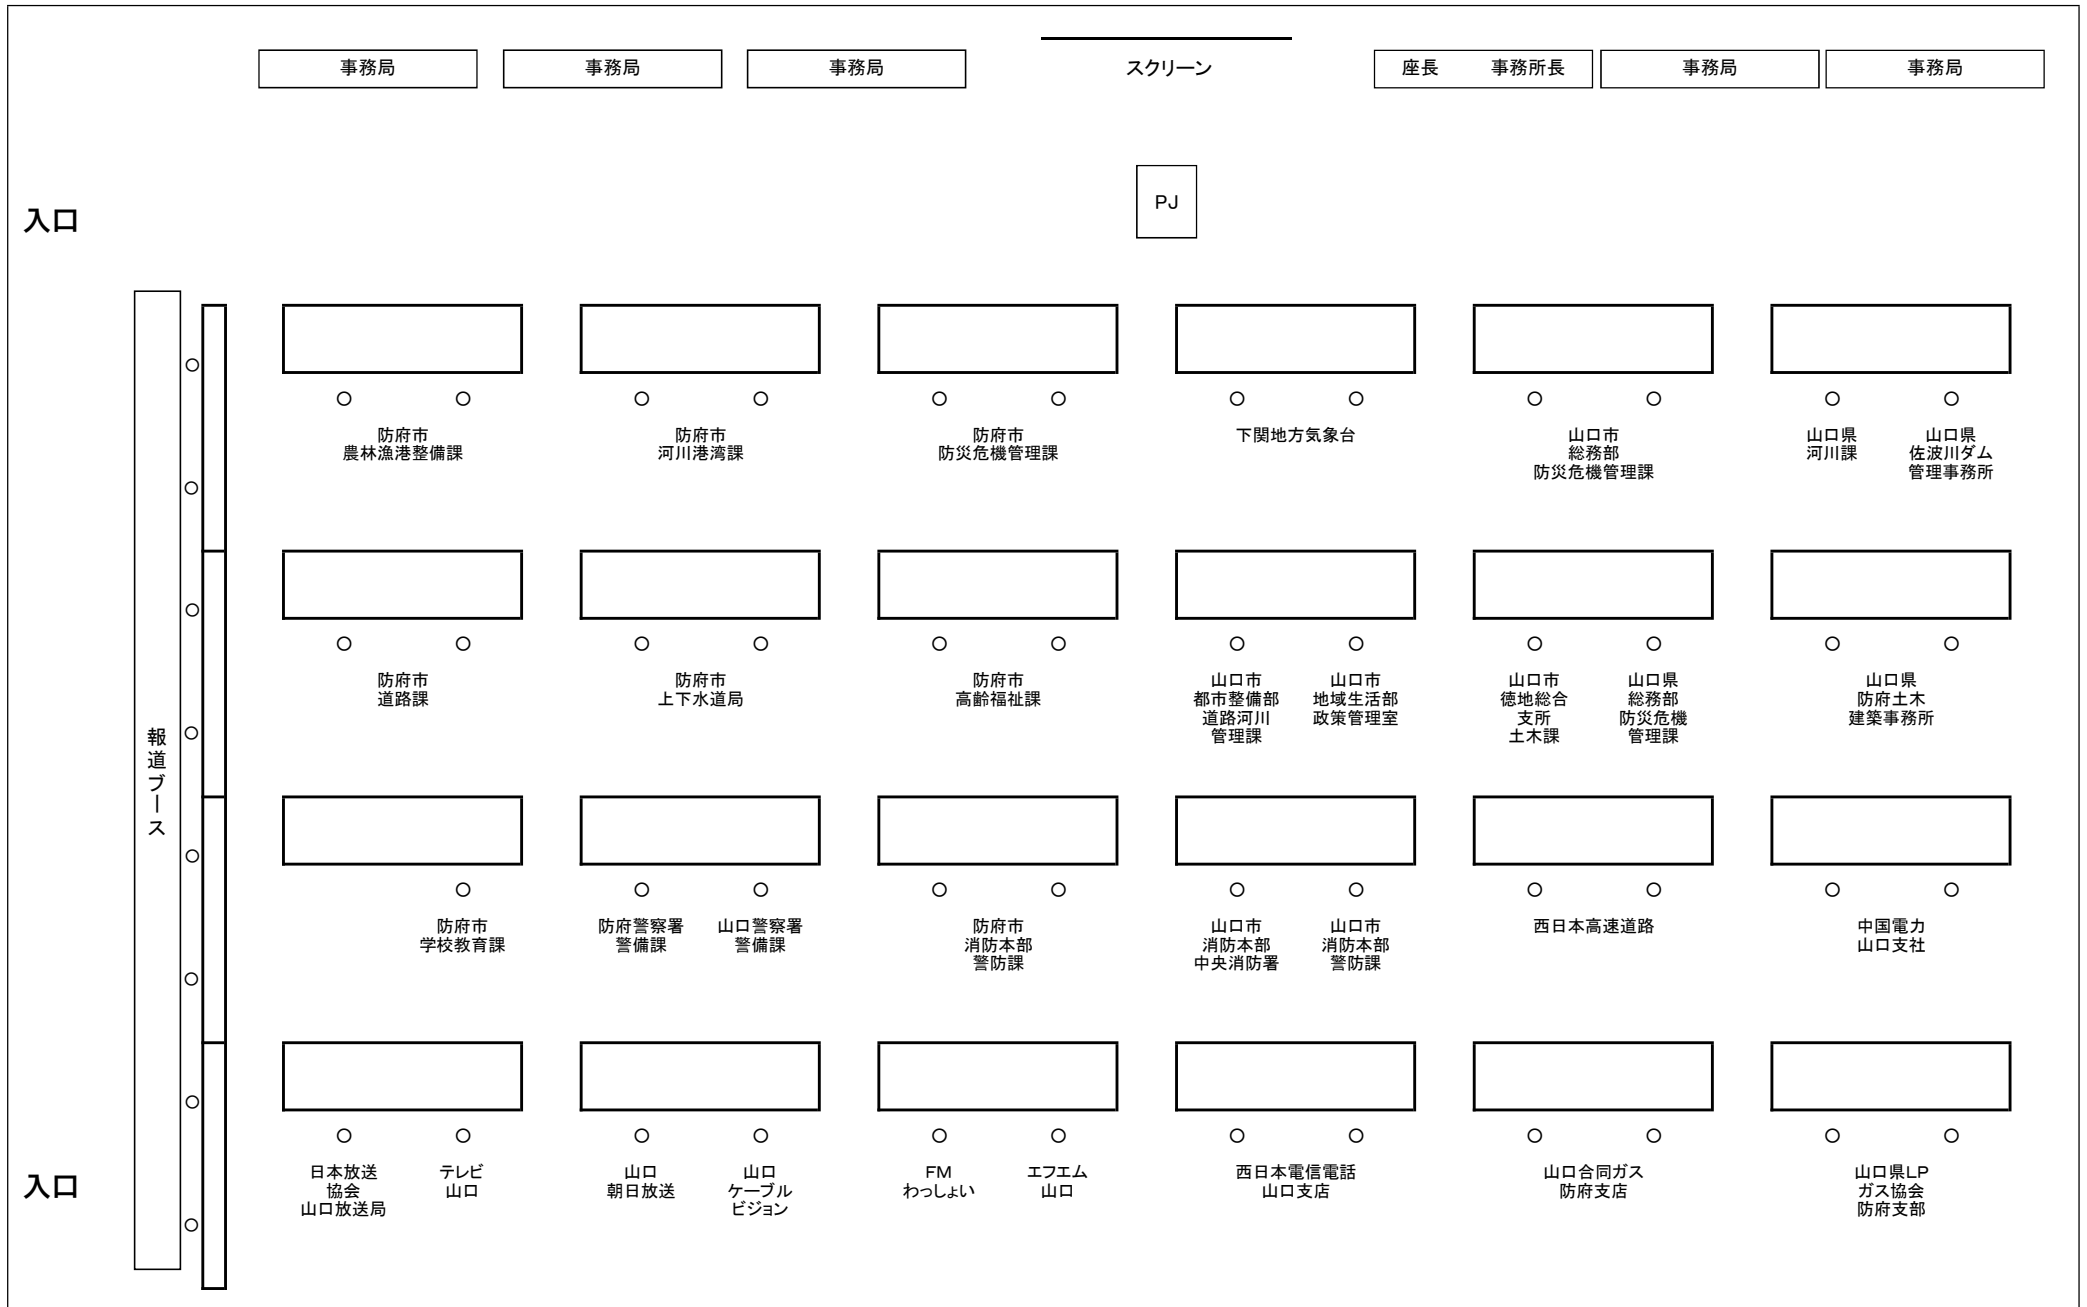 事務局
事務局
事務局
スクリーン
座長 事務所長
事務局
事務局
PJ
入口
報道ブース
防府市
農林漁港整備課
防府市
河川港湾課
防府市
防災危機管理課
下関地方気象台
山口市
総務部
防災危機管理課
山口県
河川課
山口県
佐波川ダム
管理事務所
防府市
道路課
防府市
上下水道局
防府市
高齢福祉課
山口市
都市整備部
道路河川
管理課
山口市
地域生活部
政策管理室
山口市
徳地総合
支所
土木課
山口県
総務部
防災危機
管理課
山口県
防府土木
建築事務所
防府市
学校教育課
防府警察署
警備課
山口警察署
警備課
防府市
消防本部
警防課
山口市
消防本部
中央消防署
山口市
消防本部
警防課
西日本高速道路
中国電力
山口支社
入口
日本放送
協会
山口放送局
テレビ
山口
山口
朝日放送
山口
ケーブル
ビジョン
FM
わっしょい
エフエム
山口
西日本電信電話
山口支店
山口合同ガス
防府支店
山口県LP
ガス協会
防府支部